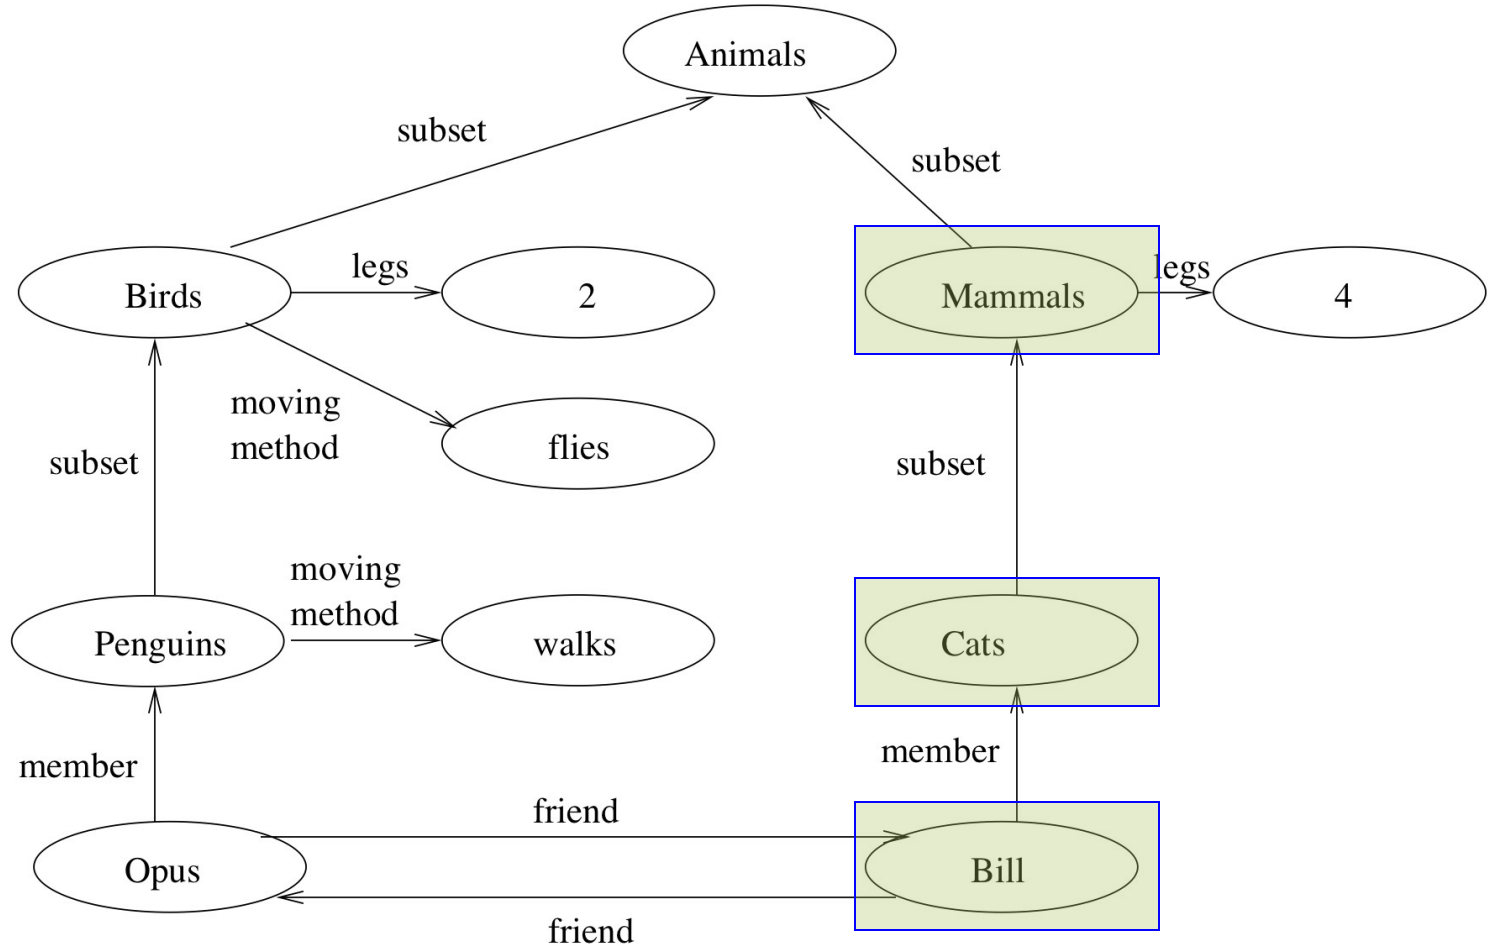 Animals
subset
subset
legs
legs
Birds
2
Mammals
4
moving
method
flies
subset
subset
moving
method
Penguins
walks
Cats
member
member
friend
Opus
Bill
friend